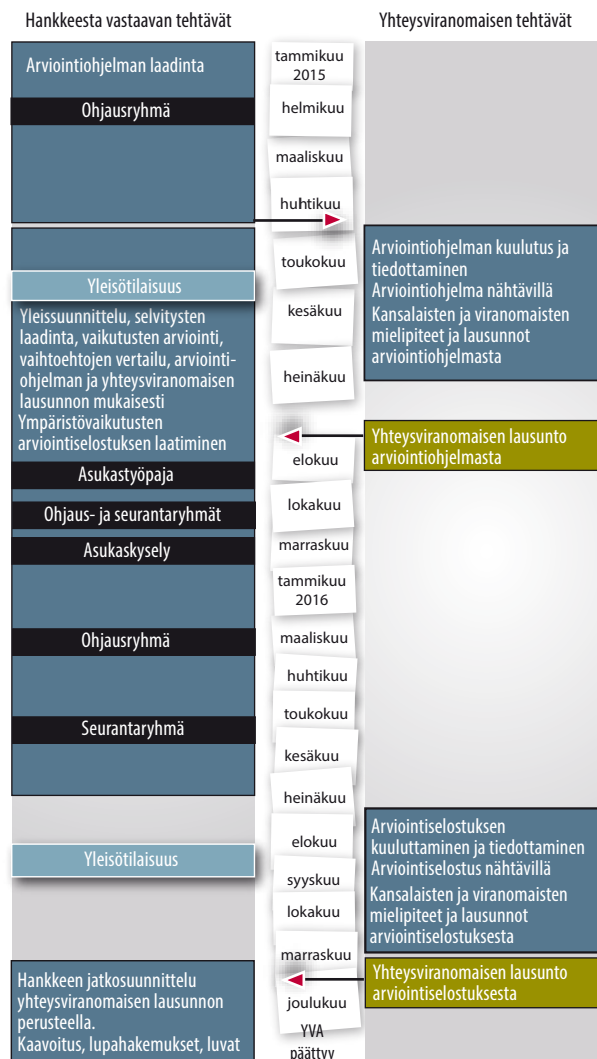 Hankkeesta vastaavan tehtävät
Yhteysviranomaisen tehtävät
Arviointiohjelman laadinta
Ohjausryhmä
Yleisötilaisuus
Yleissuunnittelu, selvitysten
laadinta, vaikutusten arviointi,
vaihtoehtojen vertailu, arviointi-
ohjelman ja yhteysviranomaisen
lausunnon mukaisesti
Ympäristövaikutusten
arviointiselostuksen laatiminen
Asukastyöpaja
Ohjaus- ja seurantaryhmät
Asukaskysely
Ohjausryhmä
Seurantaryhmä
Yleisötilaisuus
Hankkeen jatkosuunnittelu
yhteysviranomaisen lausunnon
perusteella.
Kaavoitus, lupahakemukset, luvat
tammikuu
2015
helmikuu
maaliskuu
huhtikuu
toukokuu
kesäkuu
heinäkuu
elokuu
lokakuu
marraskuu
tammikuu
2016
maaliskuu
huhtikuu
toukokuu
kesäkuu
heinäkuu
elokuu
syyskuu
lokakuu
marraskuu
joulukuu
YVA
päättyy
Arviointiohjelman kuulutus ja
tiedottaminen
Arviointiohjelma nähtävillä
Kansalaisten ja viranomaisten
mielipiteet ja lausunnot
arviointiohjelmasta
Yhteysviranomaisen lausunto
arviointiohjelmasta
Arviointiselostuksen
kuuluttaminen ja tiedottaminen
Arviointiselostus nähtävillä
Kansalaisten ja viranomaisten
mielipiteet ja lausunnot
arviointiselostuksesta
Yhteysviranomaisen lausunto
arviointiselostuksesta